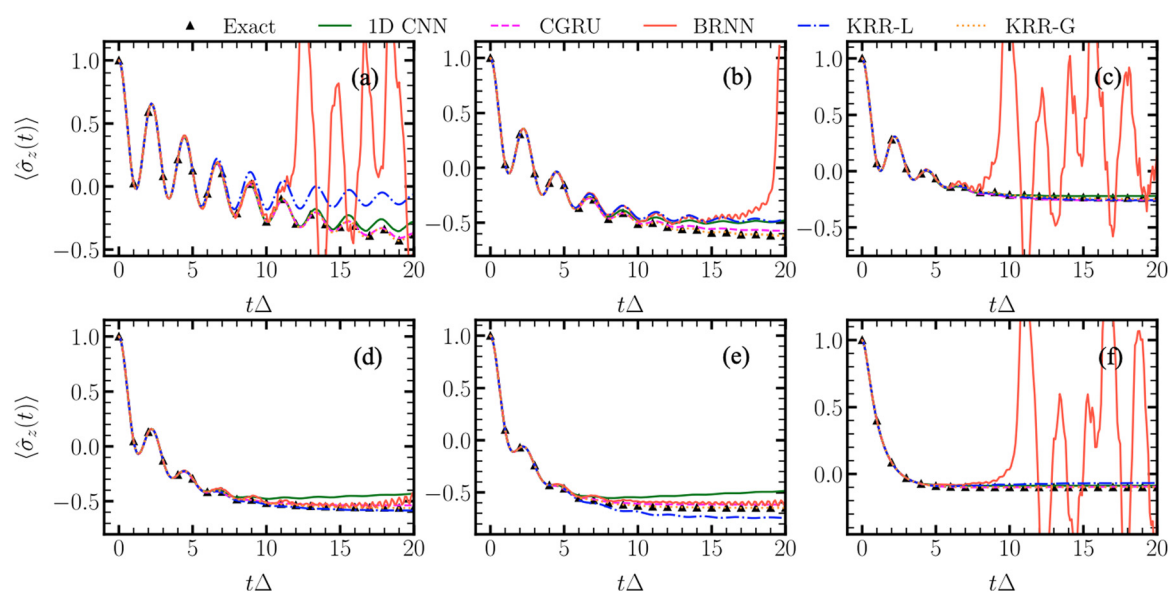 Exact 1D CNN CGRU BRNN KRR-L KRR-G
(a) (b) (c)
1.0 1.0 1.0
0.5 0.5 0.5
0.0 0.0 0.0
−0.5 −0.5 −0.5
⟨σ̂z(t)⟩
0 5 10 15 20 0 5 10 15 20 0 5 10 15 20
tΔ tΔ tΔ
(d) (e) (f)
1.0 1.0 1.0
0.5 0.5 0.5
0.0 0.0 0.0
−0.5 −0.5
⟨σ̂z(t)⟩
0 5 10 15 20 0 5 10 15 20 0 5 10 15 20
tΔ tΔ tΔ